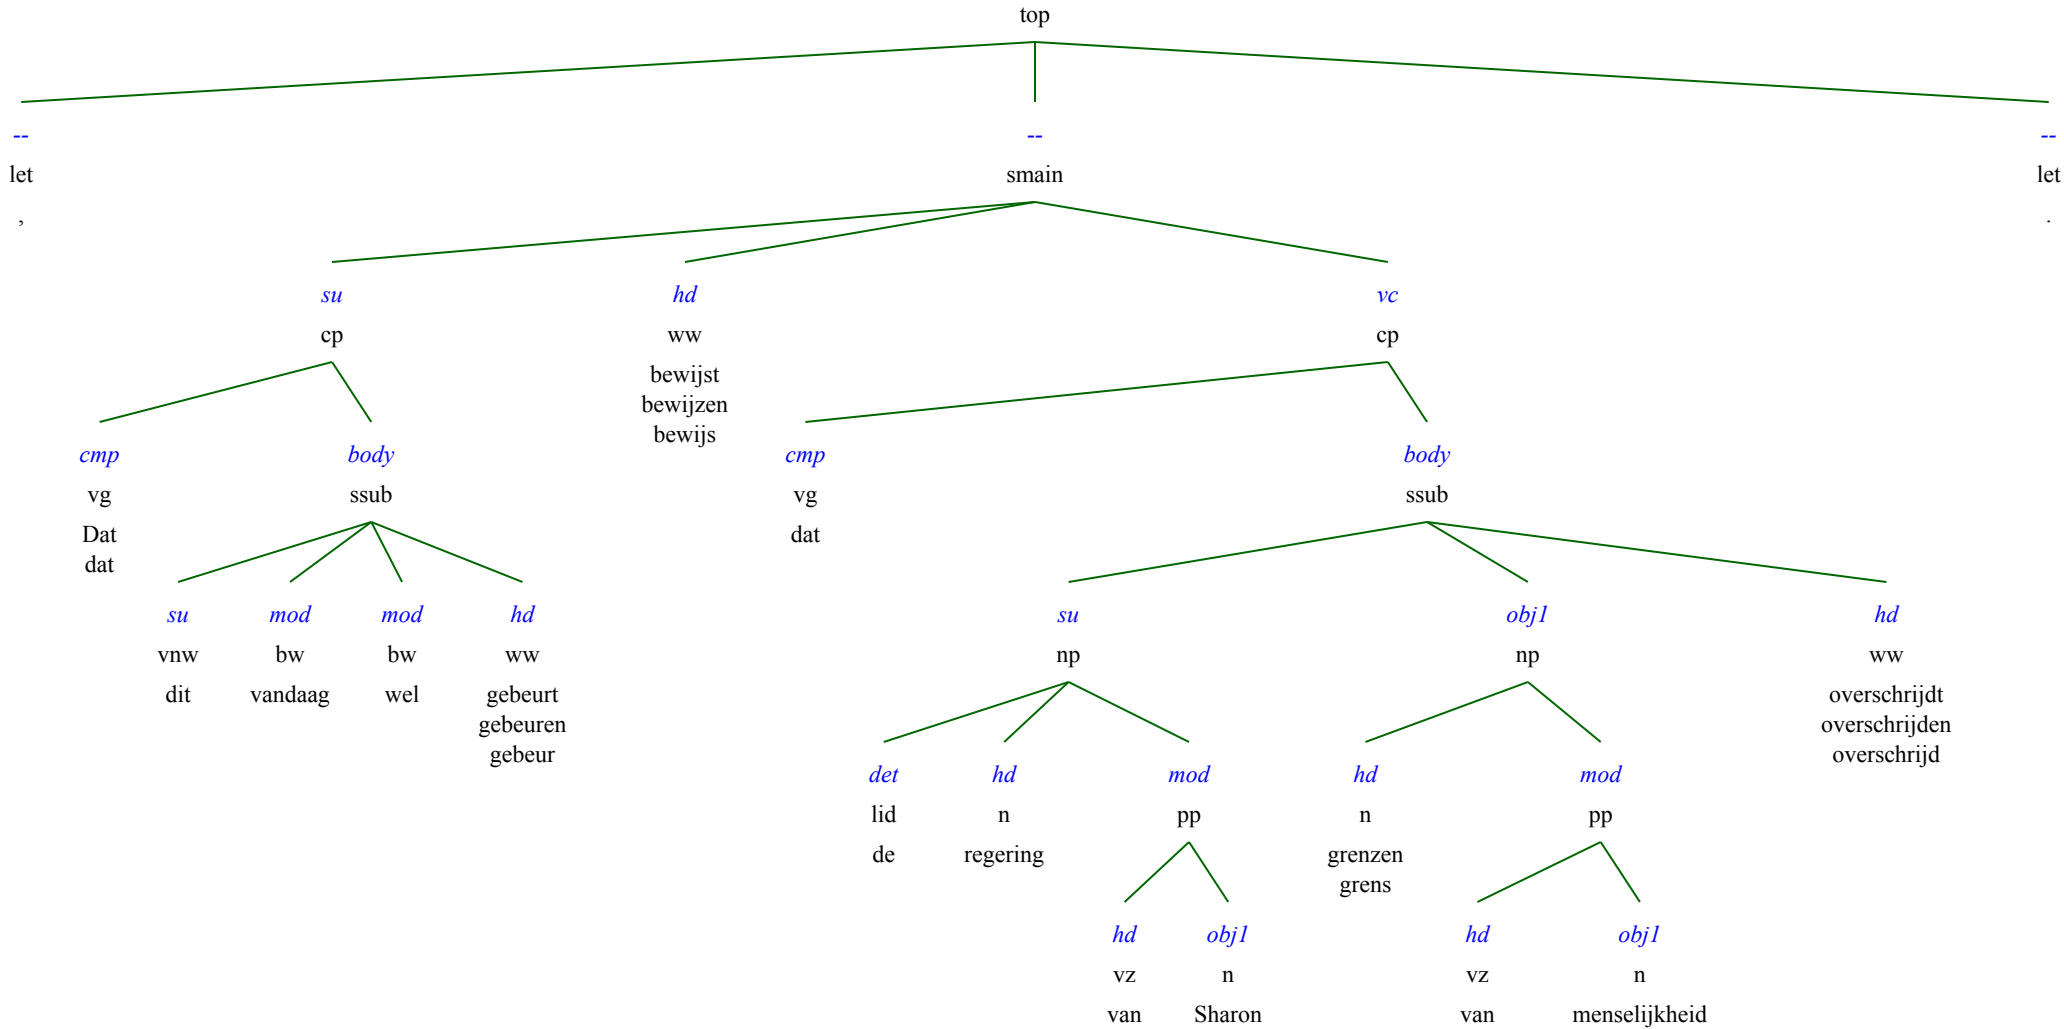 top
-- -- --
let smain let
, .
su hd vc
cp ww cp
bewijst
bewijzen
bewijs
cmp body cmp body
vg ssub vg ssub
Dat dat
dat
su mod mod hd su obj1 hd
vnw bw bw ww np np ww
dit vandaag wel gebeurt overschrijdt
gebeuren overschrijden
gebeur overschrijd
det hd mod hd mod
lid n pp n pp
de regering grenzen
grens
hd obj1 hd obj1
vz n vz n
van Sharon van menselijkheid